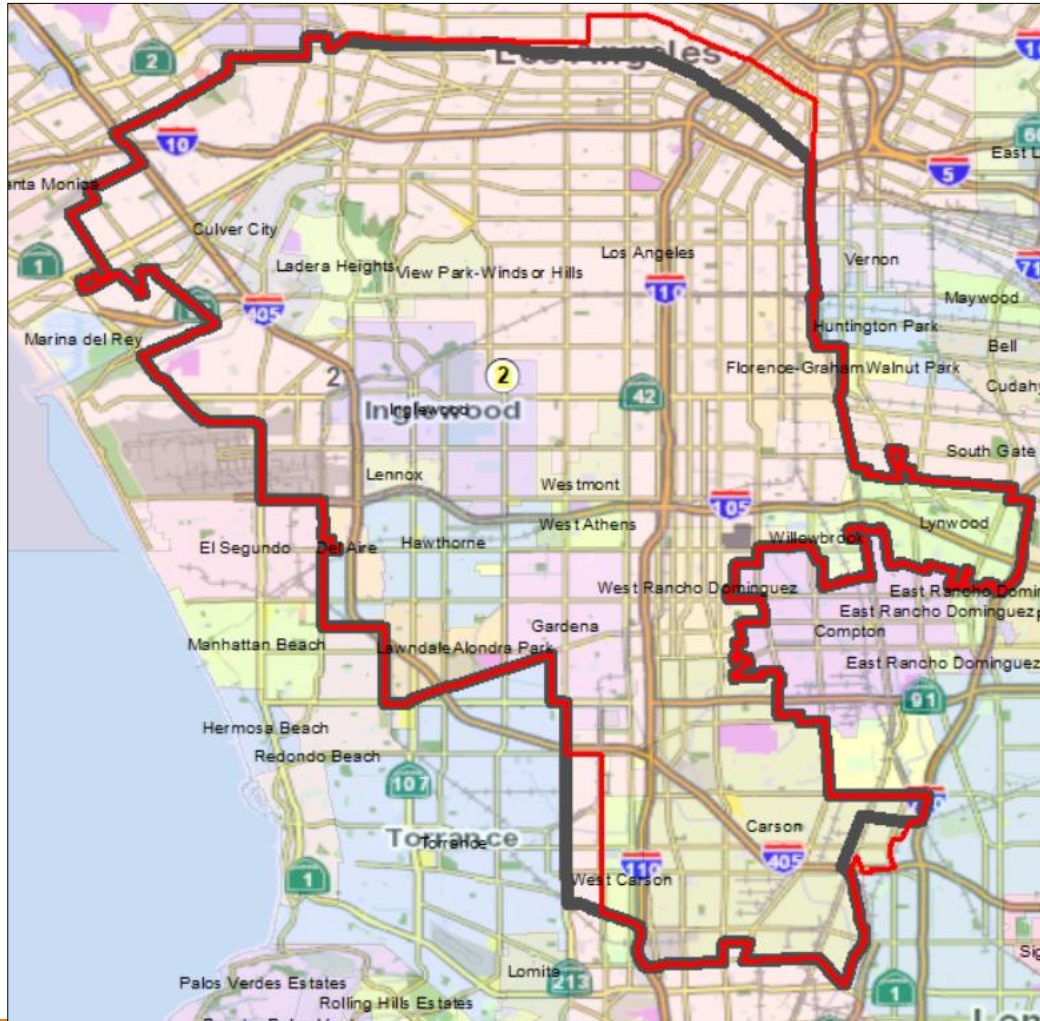 2
Los Angeles
10
60
East L
5
10
anta Monica
Culver City
1
Ladera Heights
View Park-Windsor Hills
Los Angeles
Vernon
71
405
110
Maywood
Marina del Rey
Huntington Park
Bell
Florence-Graham
Walnut Park
Cudahy
2
2
42
Inglewood
Inglewood
South Gate
Lennox
Westmont
105
Lynwood
West Athens
Willowbrook
El Segundo
Del Aire
Hawthorne
West Rancho Dominguez
East Rancho Domin
East Rancho Dominguez
Gardena
Compton
Manhattan Beach
Lawndale
Alondra Park
East Rancho Dominguez
91
Hermosa Beach
Redondo Beach
107
Carson
Torrance
Torrance
110
405
1
West Carson
Lomita
213
Sig
Palos Verdes Estates
1
Rolling Hills Estates
Lon